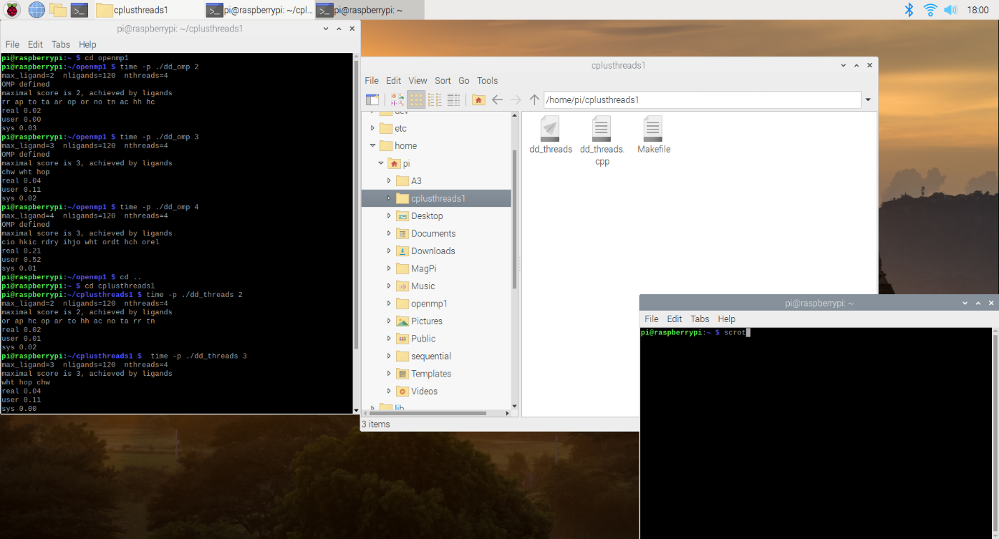 cplusthreads1
pi@raspberrypi: ~/cpl...
pi@raspberrypi: ~
18:00
pi@raspberrypi: ~/cplusthreads1
File Edit Tabs Help
pi@raspberrypi:~ $ cd openmp1
pi@raspberrypi:~/openmp1 $ time -p ./dd_omp 2
max_ligand=2  nligands=120  nthreads=4
OMP defined
maximal score is 2, achieved by ligands
rr ap to ta ar op or no tn ac hh hc
real 0.02
user 0.00
sys 0.03
pi@raspberrypi:~/openmp1 $ time -p ./dd_omp 3
max_ligand=3  nligands=120  nthreads=4
OMP defined
maximal score is 3, achieved by ligands
chw wht hop
real 0.04
user 0.11
sys 0.02
pi@raspberrypi:~/openmp1 $ time -p ./dd_omp 4
max_ligand=4  nligands=120  nthreads=4
OMP defined
maximal score is 3, achieved by ligands
cio hkic rdry ihjo wht ordt hch orel
real 0.21
user 0.52
sys 0.01
pi@raspberrypi:~/openmp1 $ cd ..
pi@raspberrypi:~ $ cd cplusthreads1
pi@raspberrypi:~/cplusthreads1 $ time -p ./dd_threads 2
max_ligand=2  nligands=120  nthreads=4
maximal score is 2, achieved by ligands
or ap hc op ar to hh ac no ta rr tn
real 0.02
user 0.01
sys 0.02
pi@raspberrypi:~/cplusthreads1 $  time -p ./dd_threads 3
max_ligand=3  nligands=120  nthreads=4
maximal score is 3, achieved by ligands
wht hop chw
real 0.04
user 0.11
sys 0.00
cplusthreads1
File Edit View Sort Go Tools
/home/pi/cplusthreads1
dev
etc
home
pi
A3
cplusthreads1
Desktop
Documents
Downloads
MagPi
Music
openmp1
Pictures
Public
sequential
Templates
Videos
lib
dd_threads
dd_threads.
cpp
Makefile
3 items
pi@raspberrypi: ~
File Edit Tabs Help
pi@raspberrypi:~ $ scrot